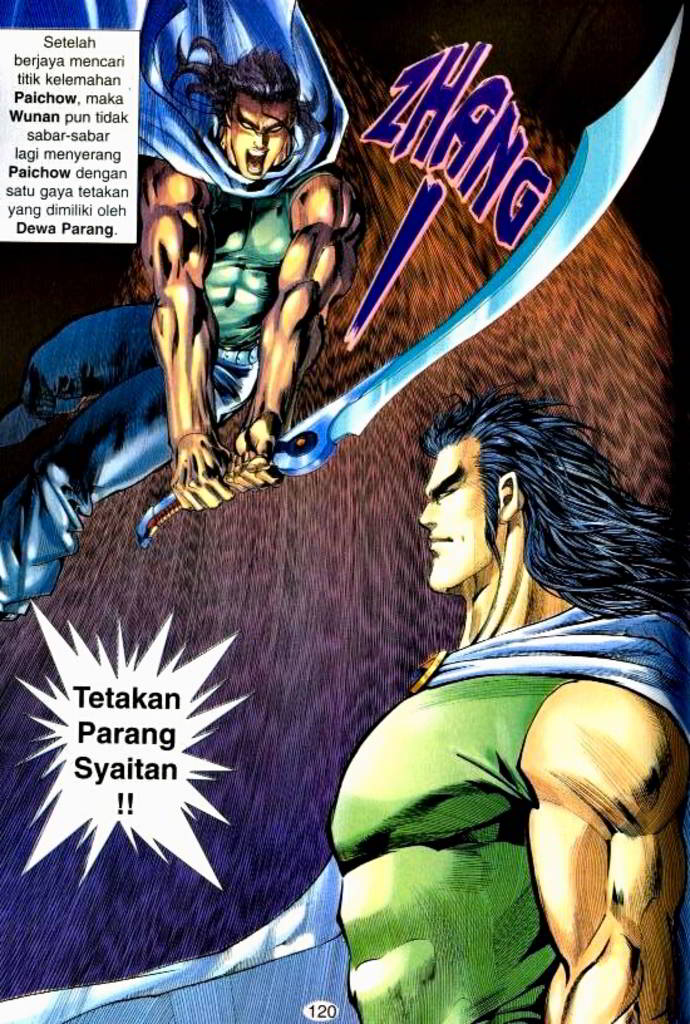 Setelah
berjaya mencari
titik kelemahan
Paichow, maka
Wunan pun tidak
sabar-sabar
lagi menyerang
Paichow dengan
satu gaya tetakan
yang dimiliki oleh
Dewa Parang.
ZHANG
Tetakan
Parang
Syaitan
!!
120